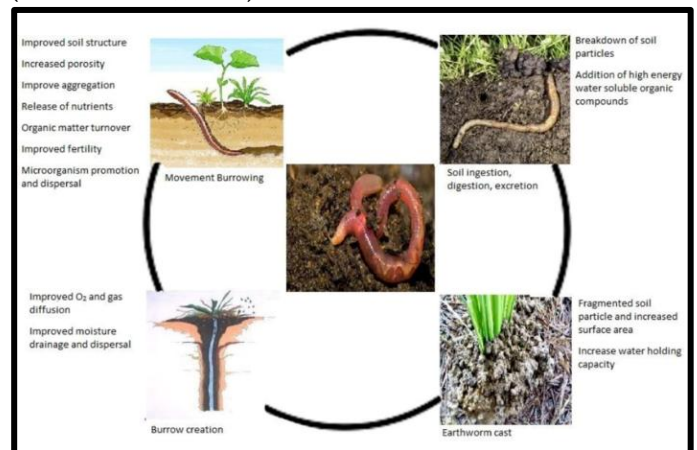 Improved soil structure
Increased porosity
Improve aggregation
Release of nutrients
Organic matter turnover
Improved fertility
Microorganism promotion
and dispersal
Movement Burrowing
Breakdown of soil
particles
Addition of high energy
water soluble organic
compounds
Soil ingestion,
digestion, excretion
Improved O₂ and gas
diffusion
Improved moisture
drainage and dispersal
Burrow creation
Fragmented soil
particle and increased
surface area
Increase water holding
capacity
Earthworm cast